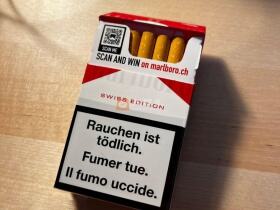 SCAN ME
SCAN AND WIN on marlboro.ch
SWISS EDITION
Rauchen ist
tödlich.
Fumer tue.
Il fumo uccide.